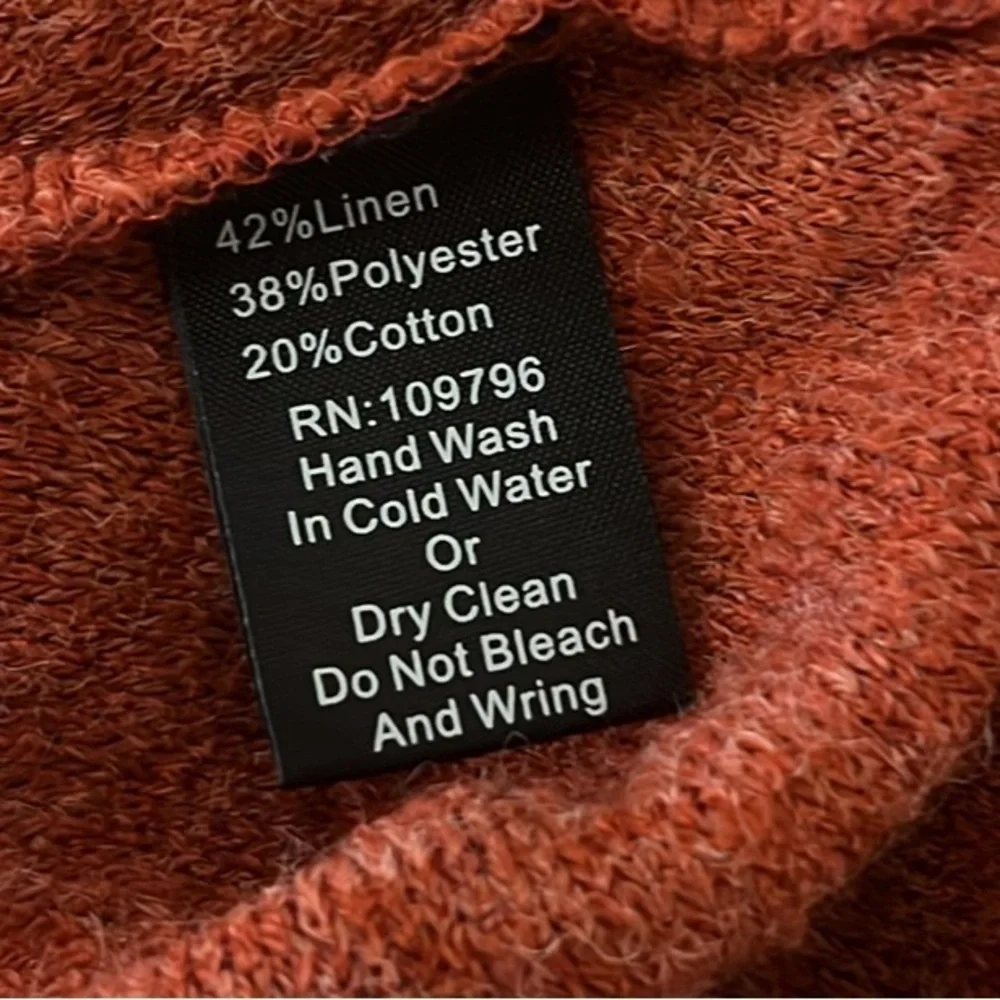 42%Linen
38%Polyester
20%Cotton
RN:109796
Hand Wash
In Cold Water
Or
Dry Clean
Do Not Bleach
And Wring